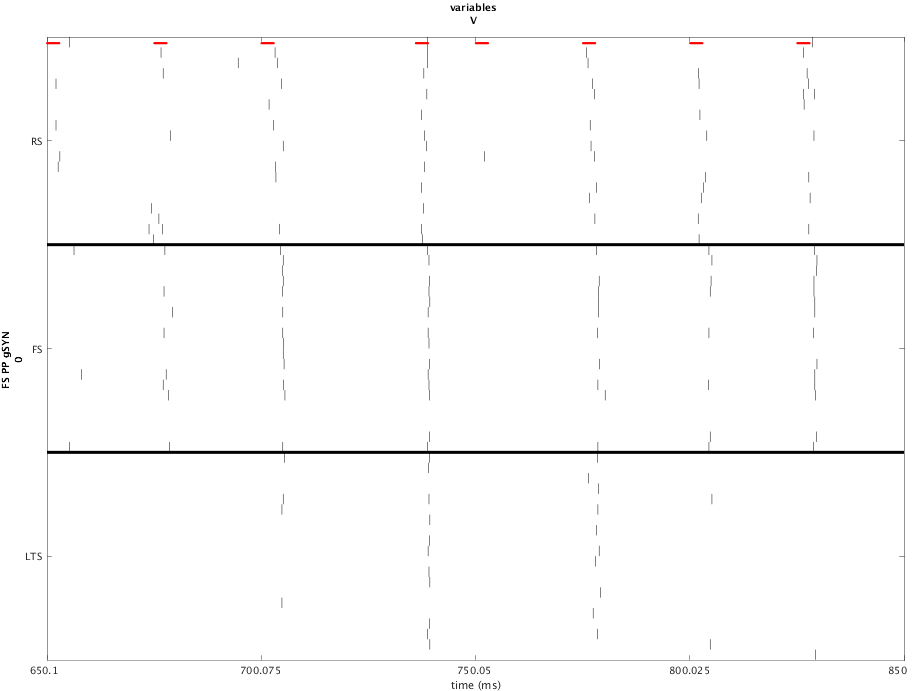 variables
V
RS
FS
LTS
FS PP gSYN
0
650.1
700.075
750.05
800.025
850
time (ms)